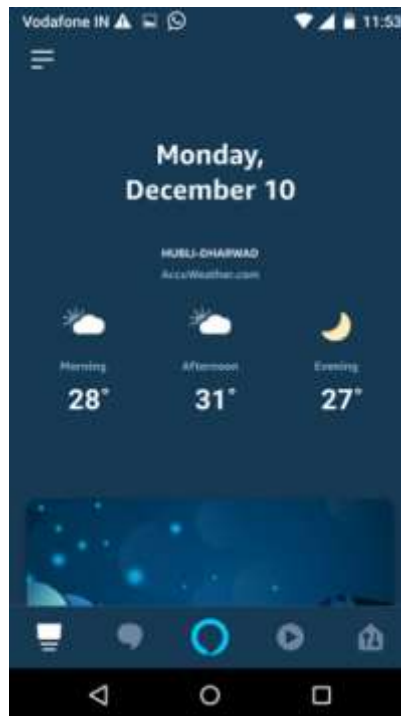 Vodafone IN 11:53
Monday,
December 10
HUBLI-DHARWAD
AccuWeather.com
Morning Afternoon Evening
28° 31° 27°